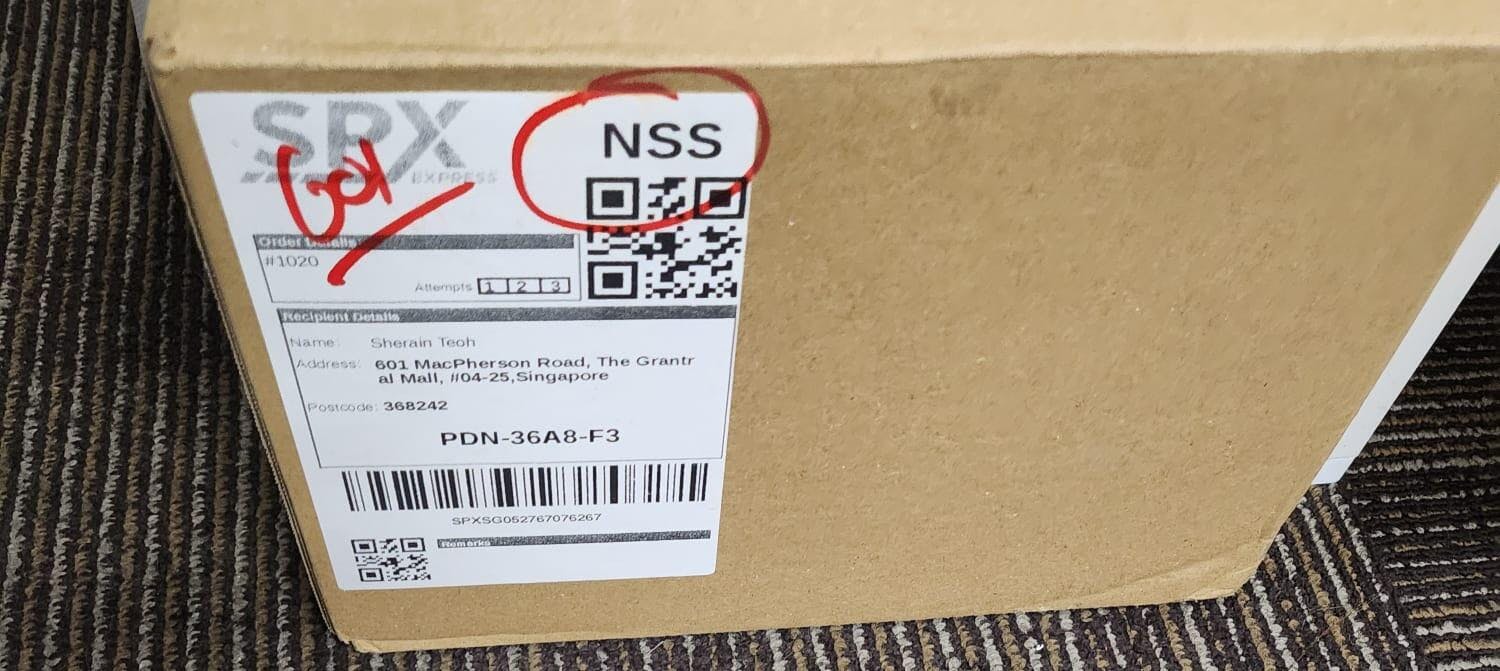 SPX
EXPRESS
NSS
Order Details
#1020
Attempts 1 2 3
Recipient Details
Name: Sherain Teoh
Address: 601 MacPherson Road, The Grantr
al Mall, #04-25,Singapore
Postcode: 368242
PDN-36A8-F3
SPXSG052767076267
Remarks